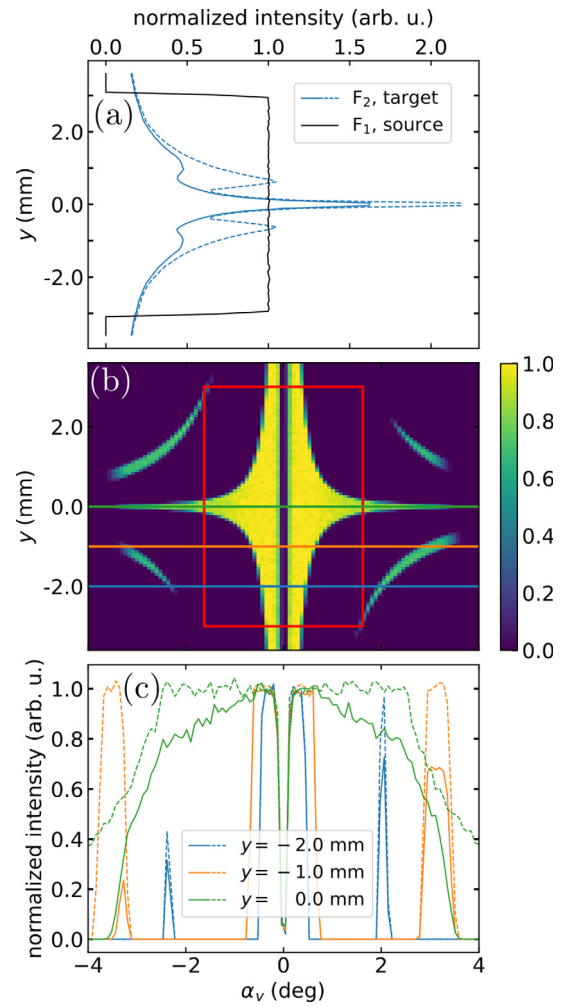 normalized intensity (arb. u.)
0.0 0.5 1.0 1.5 2.0
(a)
F2, target
F1, source
2.0
0.0
-2.0
y (mm)
(b)
2.0
0.0
-2.0
y (mm)
1.0
0.8
0.6
0.4
0.2
0.0
(c)
1.0
0.8
0.6
0.4
0.2
0.0
normalized intensity (arb. u.)
y = − 2.0 mm
y = − 1.0 mm
y = 0.0 mm
−4 −2 0 2 4
αv (deg)